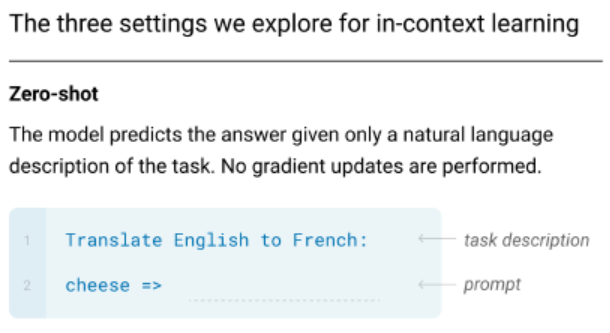 The three settings we explore for in-context learning
Zero-shot
The model predicts the answer given only a natural language
description of the task. No gradient updates are performed.
1 Translate English to French: task description
2 cheese => prompt